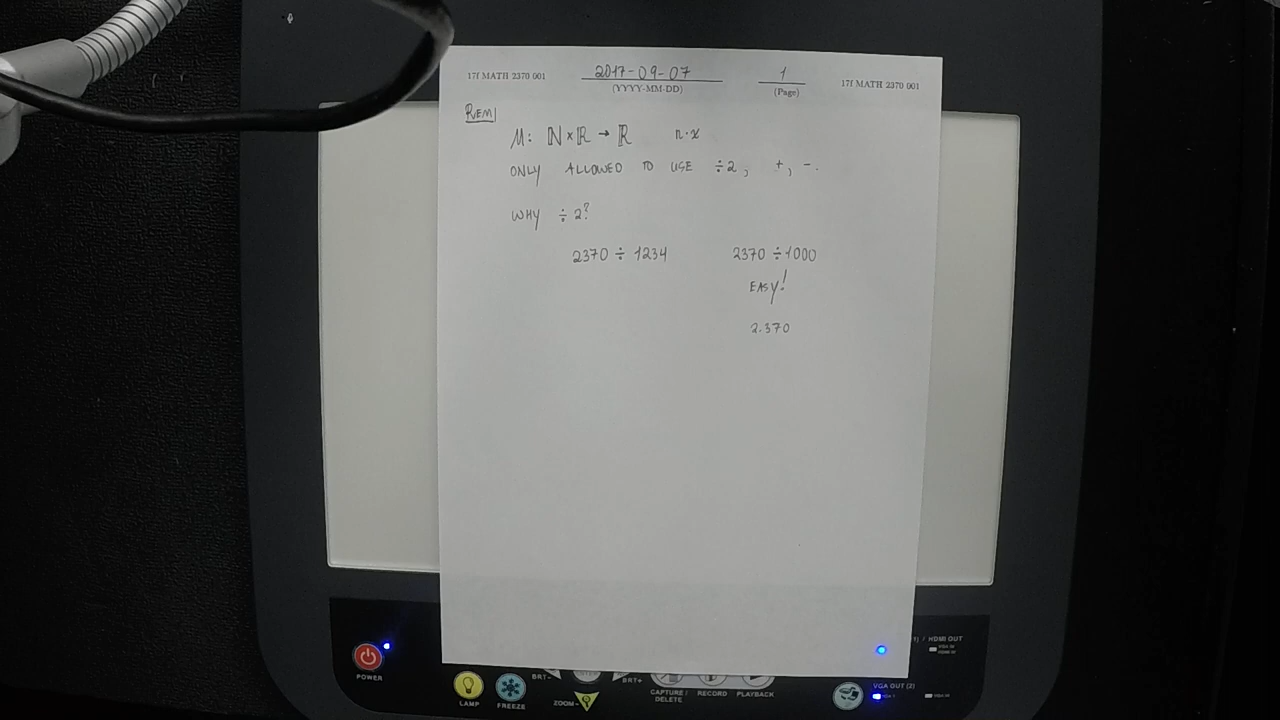 17f MATH 2370 001 2017-09-07 1 17f MATH 2370 001
(YYYY-MM-DD) (Page)
REM
M: ℕ×ℝ → ℝ n·x
ONLY ALLOWED TO USE ÷2, +, -.
WHY ÷2?
2370 ÷ 1234 2370 ÷1000
EASY!
2.370
HDMI OUT
POWER
LAMP
FREEZE
BRT-
ZOOM-
BRT+
CAPTURE / DELETE
RECORD
PLAYBACK
VGA OUT (2)